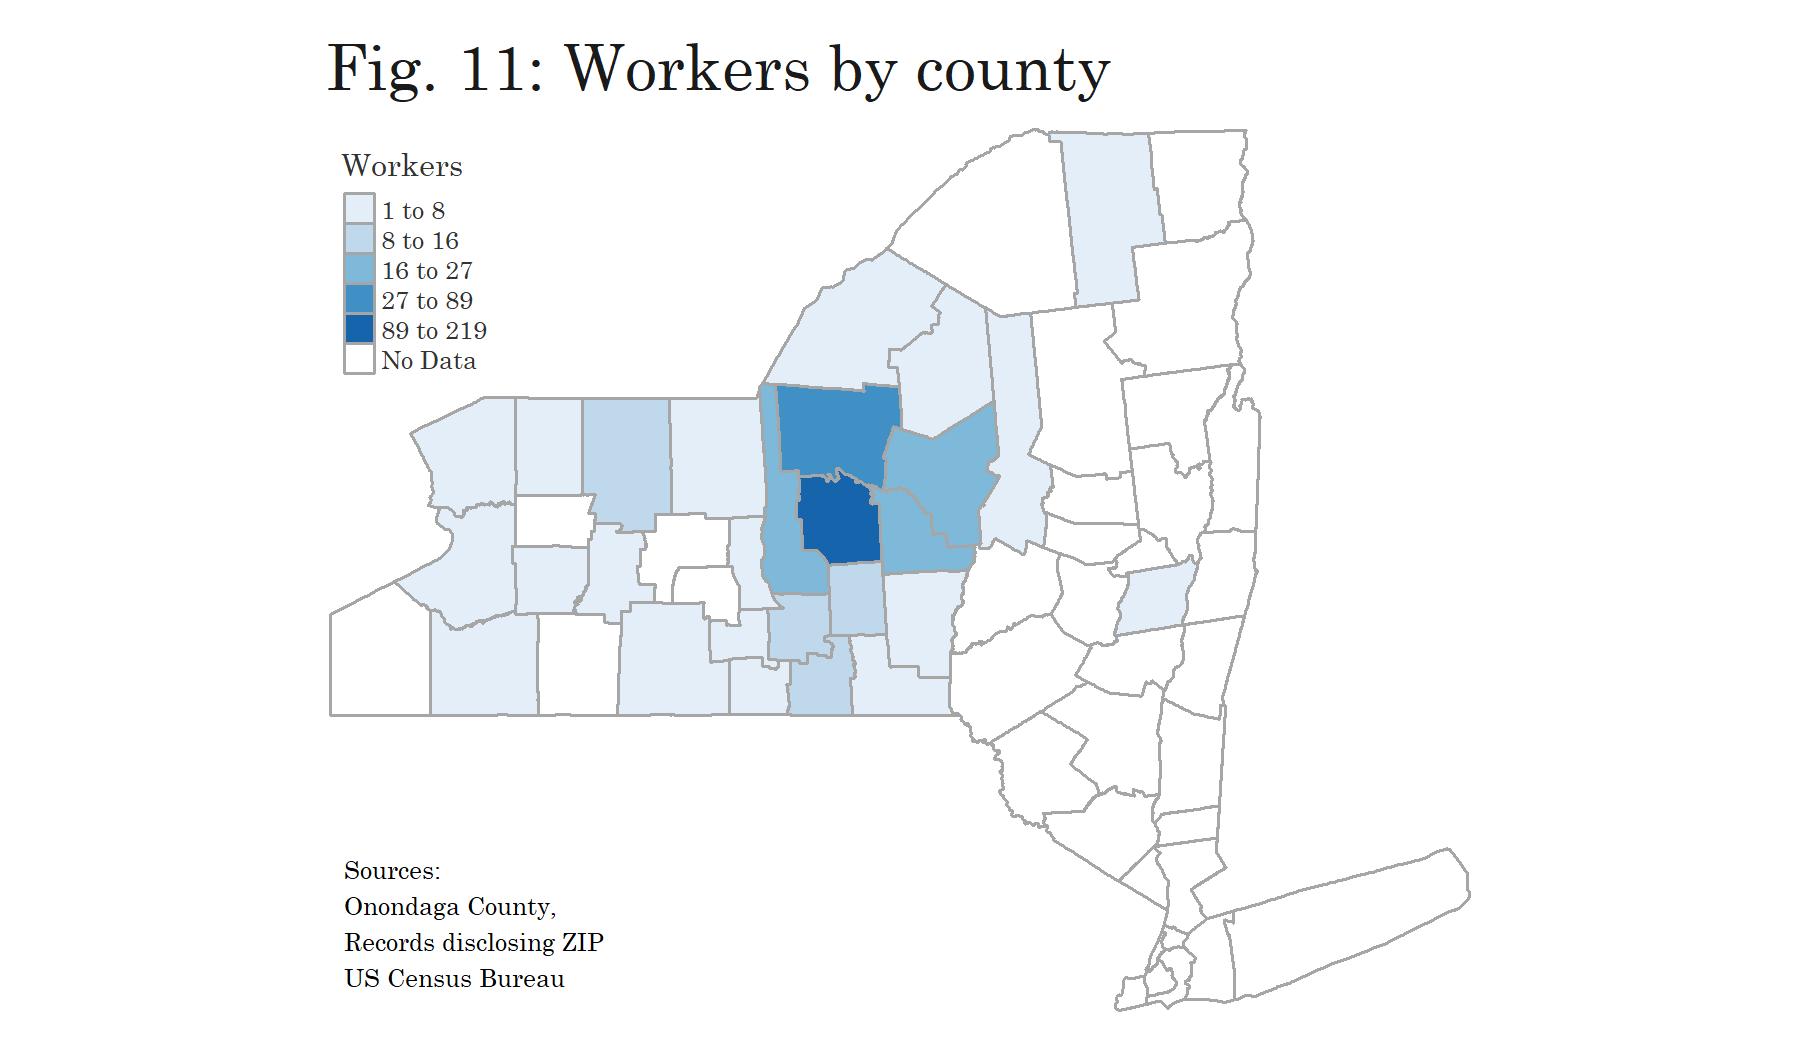 Fig. 11: Workers by county
Workers
1 to 8
8 to 16
16 to 27
27 to 89
89 to 219
No Data
Sources:
Onondaga County,
Records disclosing ZIP
US Census Bureau